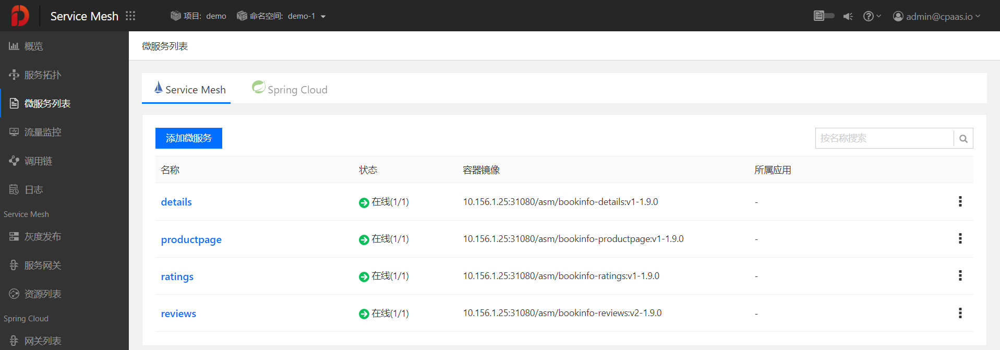 Service Mesh
项目: demo
命名空间: demo-1
admin@cpaas.io
概览
服务拓扑
微服务列表
流量监控
调用链
日志
Service Mesh
灰度发布
服务网关
资源列表
Spring Cloud
网关列表
微服务列表
Service Mesh
Spring Cloud
添加微服务
按名称搜索
名称 状态 容器镜像 所属应用
details 在线(1/1) 10.156.1.25:31080/asm/bookinfo-details:v1-1.9.0 -
productpage 在线(1/1) 10.156.1.25:31080/asm/bookinfo-productpage:v1-1.9.0 -
ratings 在线(1/1) 10.156.1.25:31080/asm/bookinfo-ratings:v1-1.9.0 -
reviews 在线(1/1) 10.156.1.25:31080/asm/bookinfo-reviews:v2-1.9.0 -